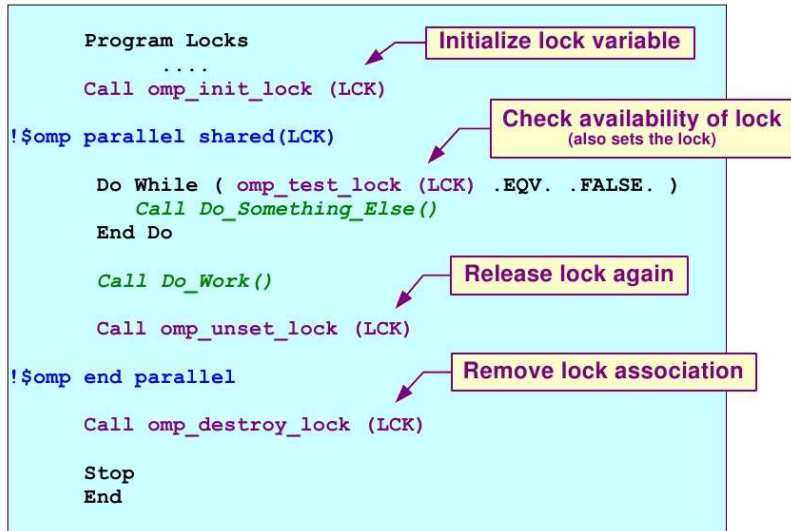 Program Locks
Initialize lock variable
....
Call omp_init_lock (LCK)
Check availability of lock
(also sets the lock)
!$omp parallel shared(LCK)
Do While ( omp_test_lock (LCK) .EQV. .FALSE. )
Call Do_Something_Else()
End Do
Release lock again
Call Do_Work()
Call omp_unset_lock (LCK)
Remove lock association
!$omp end parallel
Call omp_destroy_lock (LCK)
Stop
End